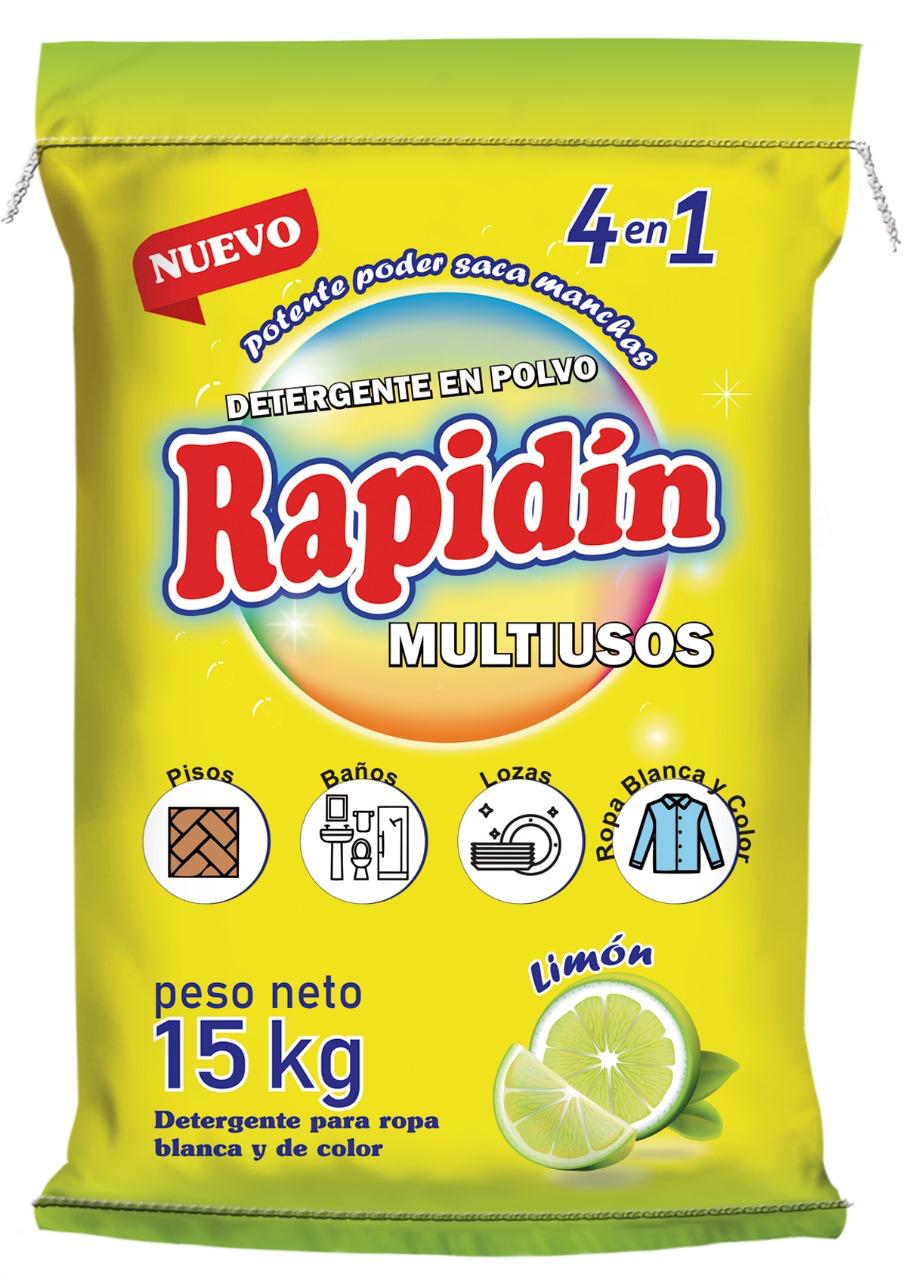 NUEVO
4 en 1
potente poder saca manchas
DETERGENTE EN POLVO
Rapidín
MULTIUSOS
Pisos
Baños
Lozas
Ropa Blanca y Color
Limón
peso neto
15 kg
Detergente para ropa
blanca y de color